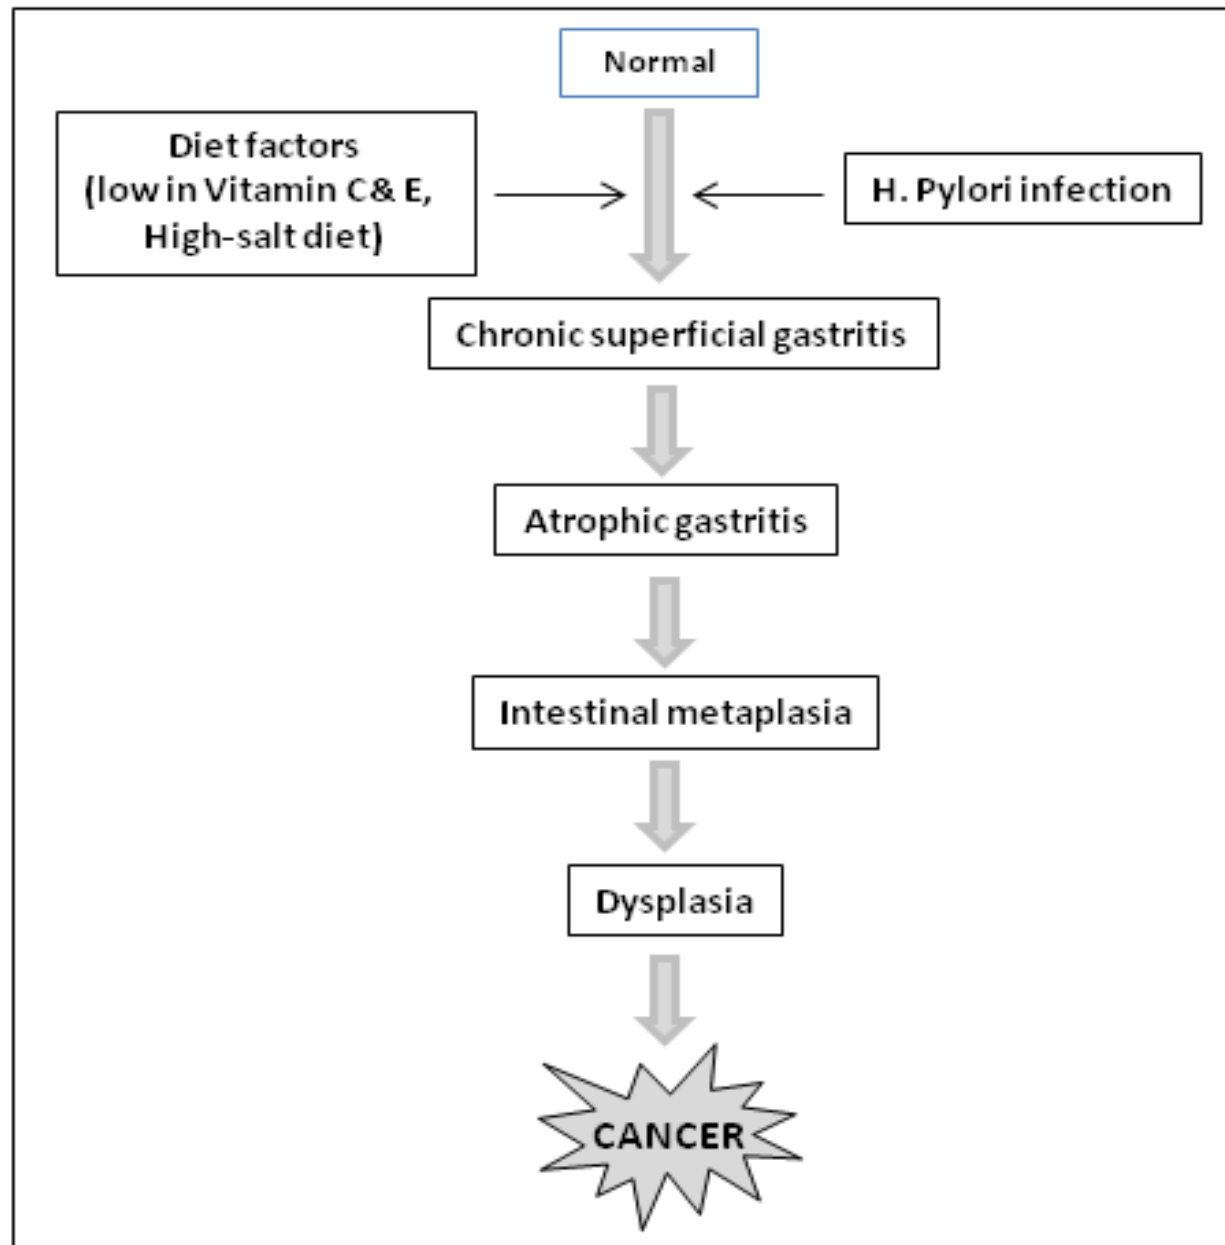 Normal
Diet factors
(low in Vitamin C& E,
High-salt diet)
H. Pylori infection
Chronic superficial gastritis
Atrophic gastritis
Intestinal metaplasia
Dysplasia
CANCER